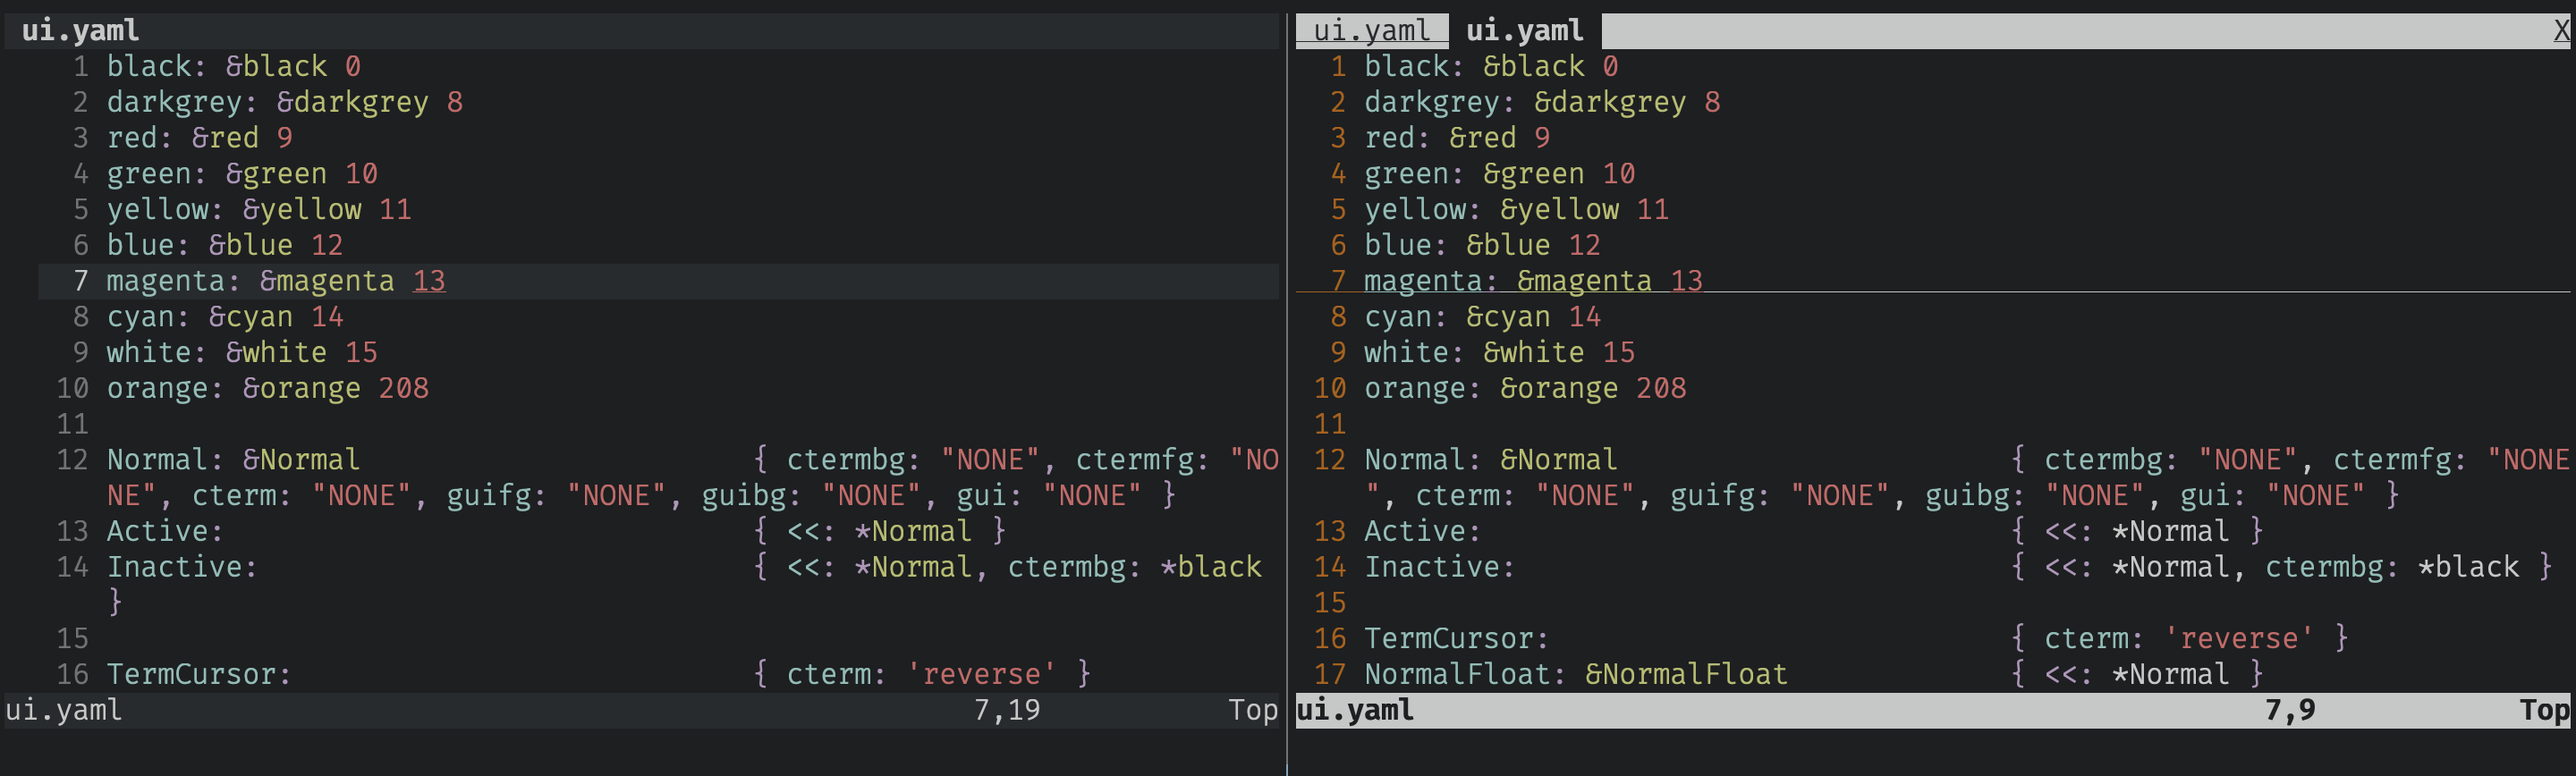 ui.yaml
1 black: &black 0
2 darkgrey: &darkgrey 8
3 red: &red 9
4 green: &green 10
5 yellow: &yellow 11
6 blue: &blue 12
7 magenta: &magenta 13
8 cyan: &cyan 14
9 white: &white 15
10 orange: &orange 208
11
12 Normal: &Normal { ctermbg: "NONE", ctermfg: "NO
NE", cterm: "NONE", guifg: "NONE", guibg: "NONE", gui: "NONE" }
13 Active: { <<: *Normal }
14 Inactive: { <<: *Normal, ctermbg: *black
}
15
16 TermCursor: { cterm: 'reverse' }
ui.yaml 7,19 Top
ui.yaml ui.yaml X
1 black: &black 0
2 darkgrey: &darkgrey 8
3 red: &red 9
4 green: &green 10
5 yellow: &yellow 11
6 blue: &blue 12
7 magenta: &magenta 13
8 cyan: &cyan 14
9 white: &white 15
10 orange: &orange 208
11
12 Normal: &Normal { ctermbg: "NONE", ctermfg: "NONE
", cterm: "NONE", guifg: "NONE", guibg: "NONE", gui: "NONE" }
13 Active: { <<: *Normal }
14 Inactive: { <<: *Normal, ctermbg: *black }
15
16 TermCursor: { cterm: 'reverse' }
17 NormalFloat: &NormalFloat { <<: *Normal }
ui.yaml 7,9 Top